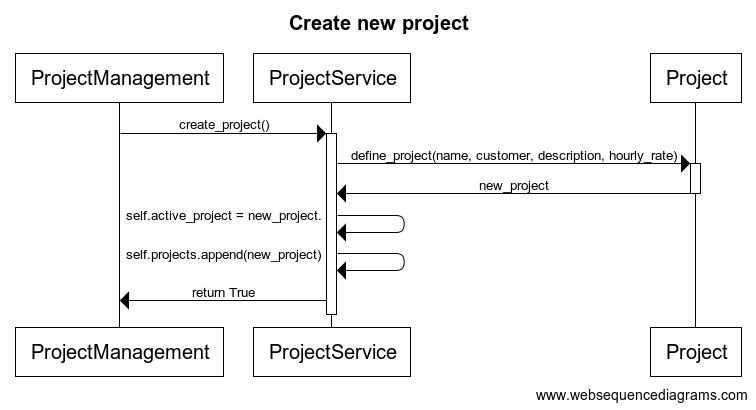 Create new project
ProjectManagement
ProjectService
Project
create_project()
define_project(name, customer, description, hourly_rate)
new_project
self.active_project = new_project.
self.projects.append(new_project)
return True
ProjectManagement
ProjectService
Project
www.websequencediagrams.com